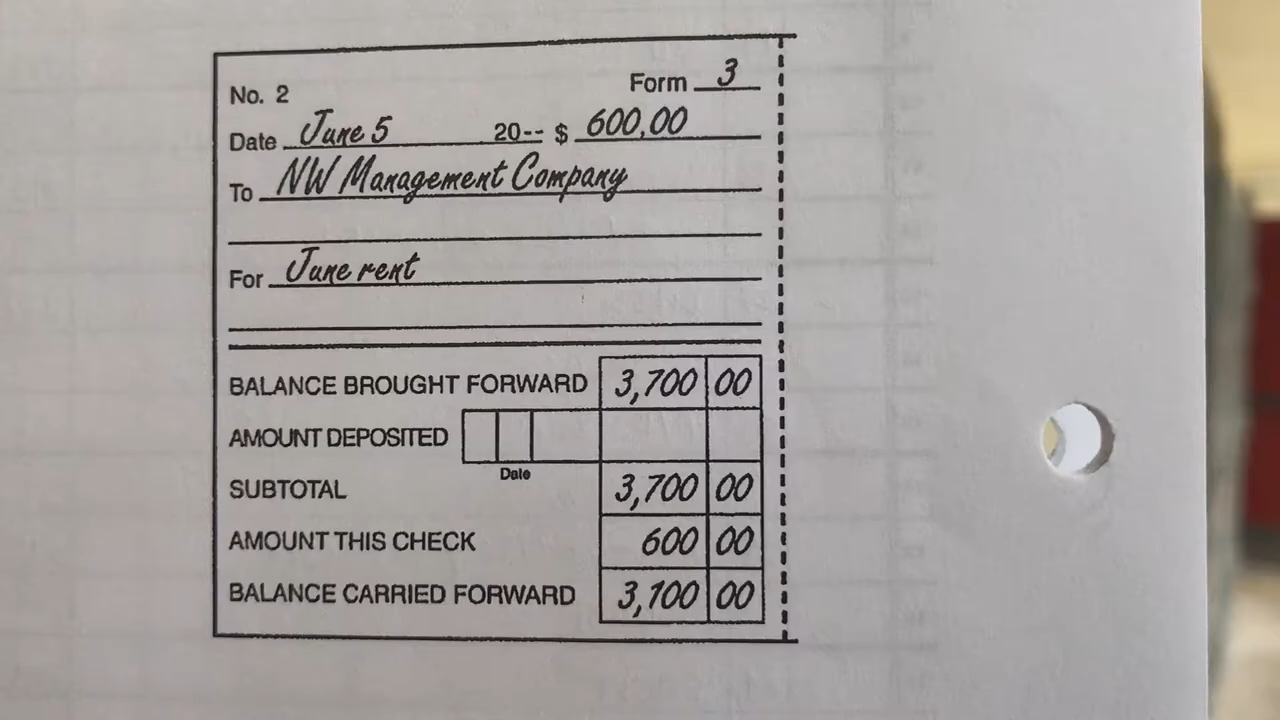 No. 2 Form 3
Date June 5 20-- $ 600,00
To NW Management Company
For June rent
BALANCE BROUGHT FORWARD 3,700 00
AMOUNT DEPOSITED
Date
SUBTOTAL 3,700 00
AMOUNT THIS CHECK 600 00
BALANCE CARRIED FORWARD 3,100 00